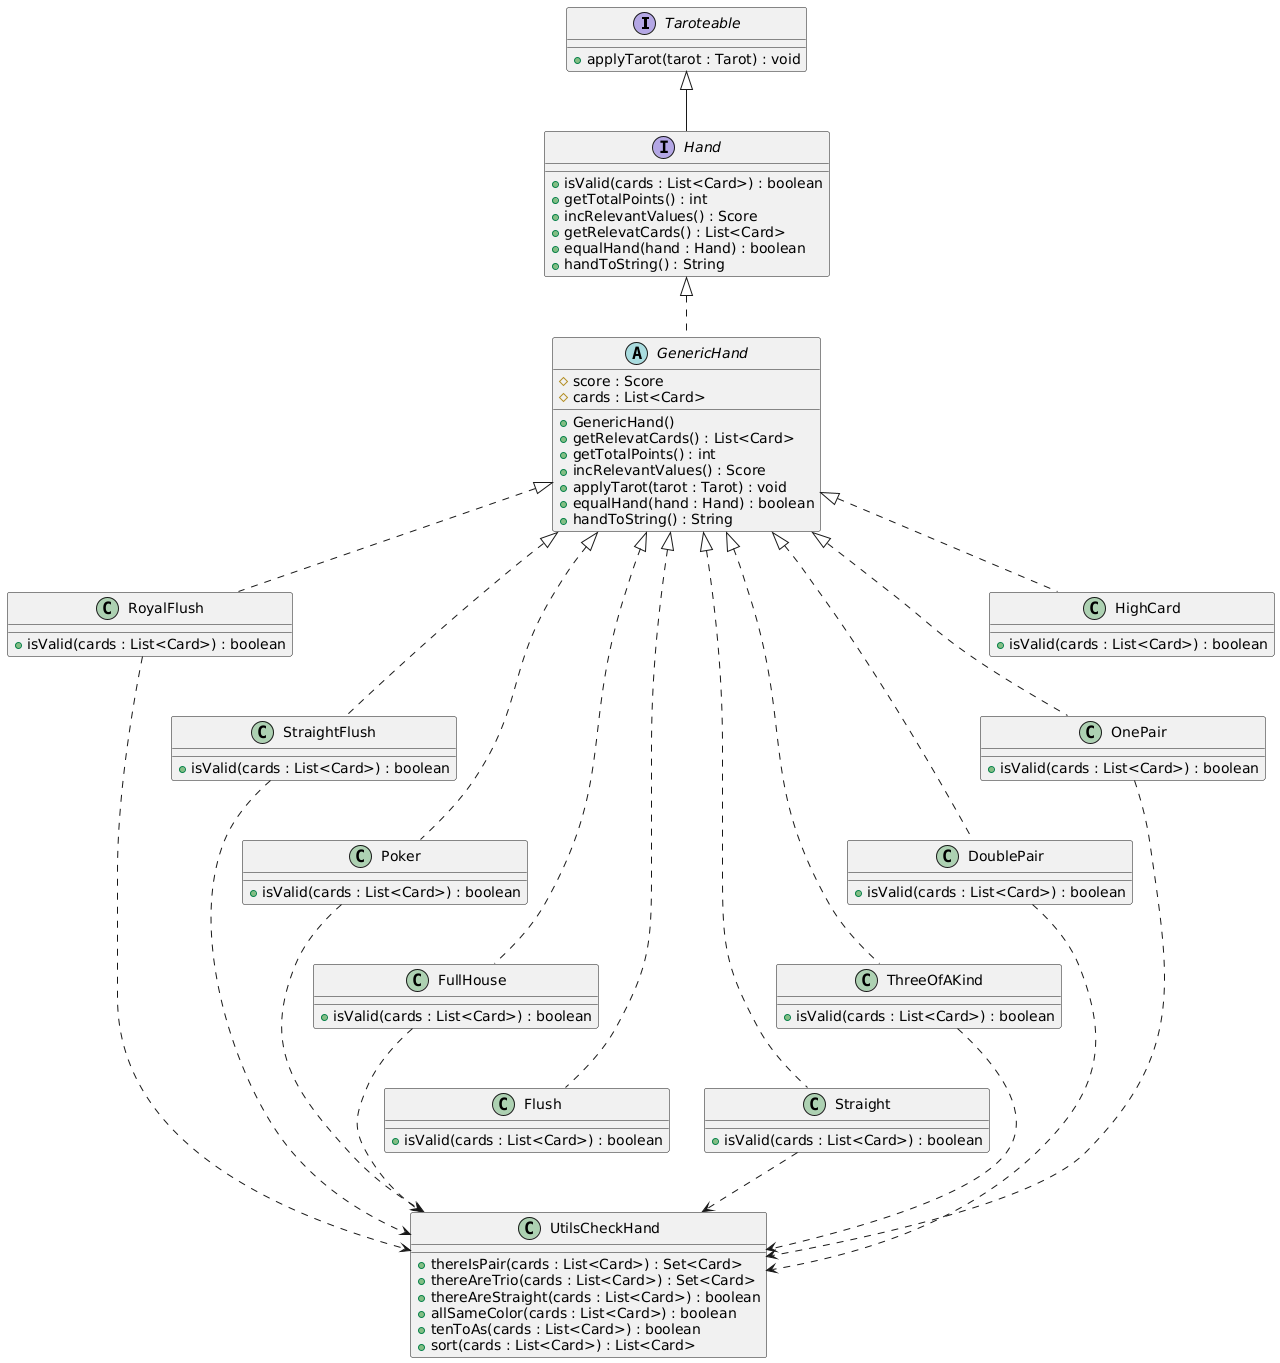 I Taroteable
applyTarot(tarot : Tarot) : void
I Hand
isValid(cards : List<Card>) : boolean
getTotalPoints() : int
incRelevantValues() : Score
getRelevatCards() : List<Card>
equalHand(hand : Hand) : boolean
handToString() : String
A GenericHand
score : Score
cards : List<Card>
GenericHand()
getRelevatCards() : List<Card>
getTotalPoints() : int
incRelevantValues() : Score
applyTarot(tarot : Tarot) : void
equalHand(hand : Hand) : boolean
handToString() : String
C RoyalFlush
isValid(cards : List<Card>) : boolean
C HighCard
isValid(cards : List<Card>) : boolean
C StraightFlush
isValid(cards : List<Card>) : boolean
C OnePair
isValid(cards : List<Card>) : boolean
C Poker
isValid(cards : List<Card>) : boolean
C DoublePair
isValid(cards : List<Card>) : boolean
C FullHouse
isValid(cards : List<Card>) : boolean
C ThreeOfAKind
isValid(cards : List<Card>) : boolean
C Flush
isValid(cards : List<Card>) : boolean
C Straight
isValid(cards : List<Card>) : boolean
C UtilsCheckHand
thereIsPair(cards : List<Card>) : Set<Card>
thereAreTrio(cards : List<Card>) : Set<Card>
thereAreStraight(cards : List<Card>) : boolean
allSameColor(cards : List<Card>) : boolean
tenToAs(cards : List<Card>) : boolean
sort(cards : List<Card>) : List<Card>